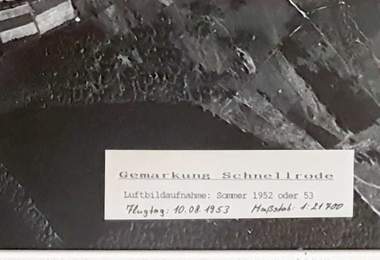 Gemarkung Schnellrode
Luftbildaufnahme: Sommer 1952 oder 53
Flugtag: 10.08.1953 Maßstab: 1:21700